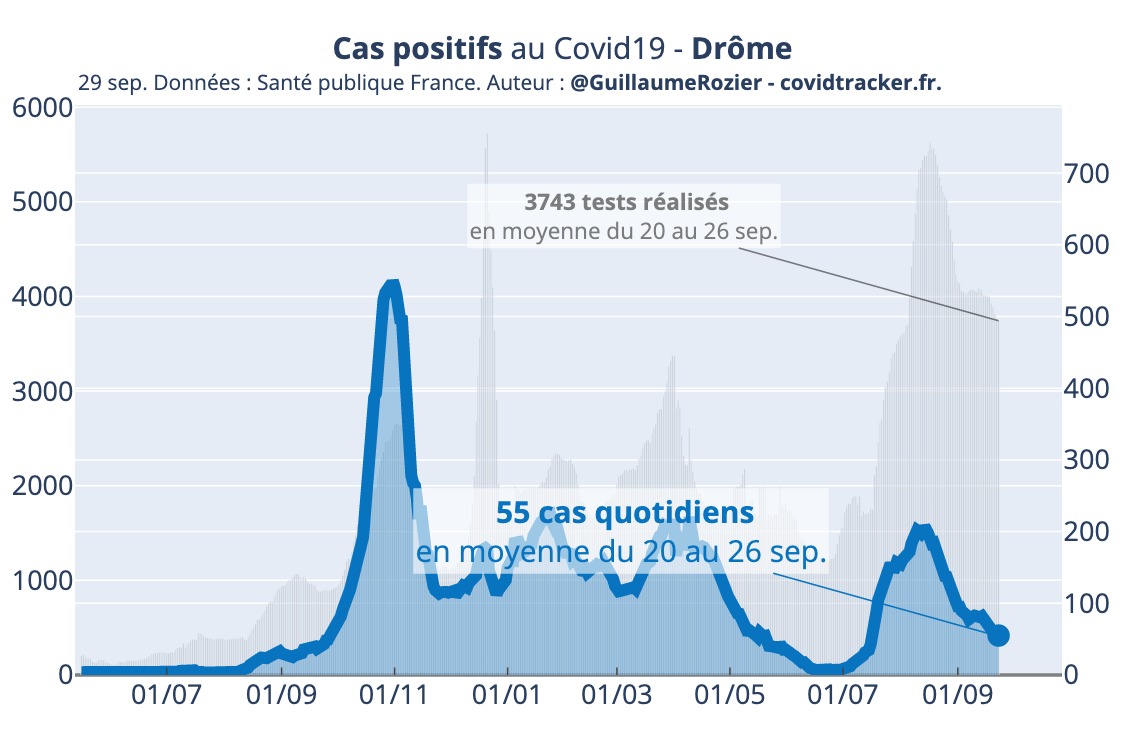 Cas positifs au Covid19 - Drôme
29 sep. Données : Santé publique France. Auteur : @GuillaumeRozier - covidtracker.fr.
6000
5000
4000
3000
2000
1000
0
700
600
500
400
300
200
100
0
3743 tests réalisés
en moyenne du 20 au 26 sep.
55 cas quotidiens
en moyenne du 20 au 26 sep.
01/07 01/09 01/11 01/01 01/03 01/05 01/07 01/09